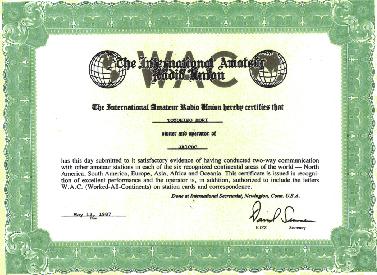 WAC
The International Amateur
Radio Union
The International Amateur Radio Union hereby certifies that
owner and operator of
has this day submitted to it satisfactory evidence of having conducted two-way communication
with other amateur stations in each of the six recognized continental areas of the world — North
America, South America, Europe, Asia, Africa and Oceania. This certificate is issued in recogni-
tion of excellent performance and the operator is, in addition, authorized to include the letters
W.A.C. (Worked-All-Continents) on station cards and correspondence.
Done at International Secretariat, Newington, Conn. U.S.A.
May 1987
Secretary